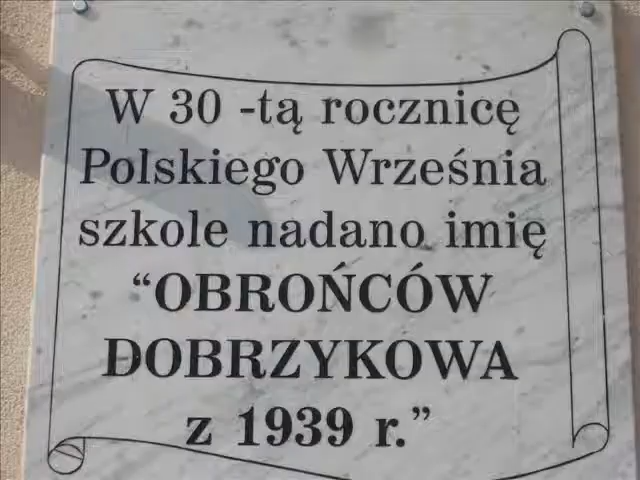 W 30 -tą rocznicę
Polskiego Września
szkole nadano imię
“OBROŃCÓW
DOBRZYKOWA
z 1939 r.”